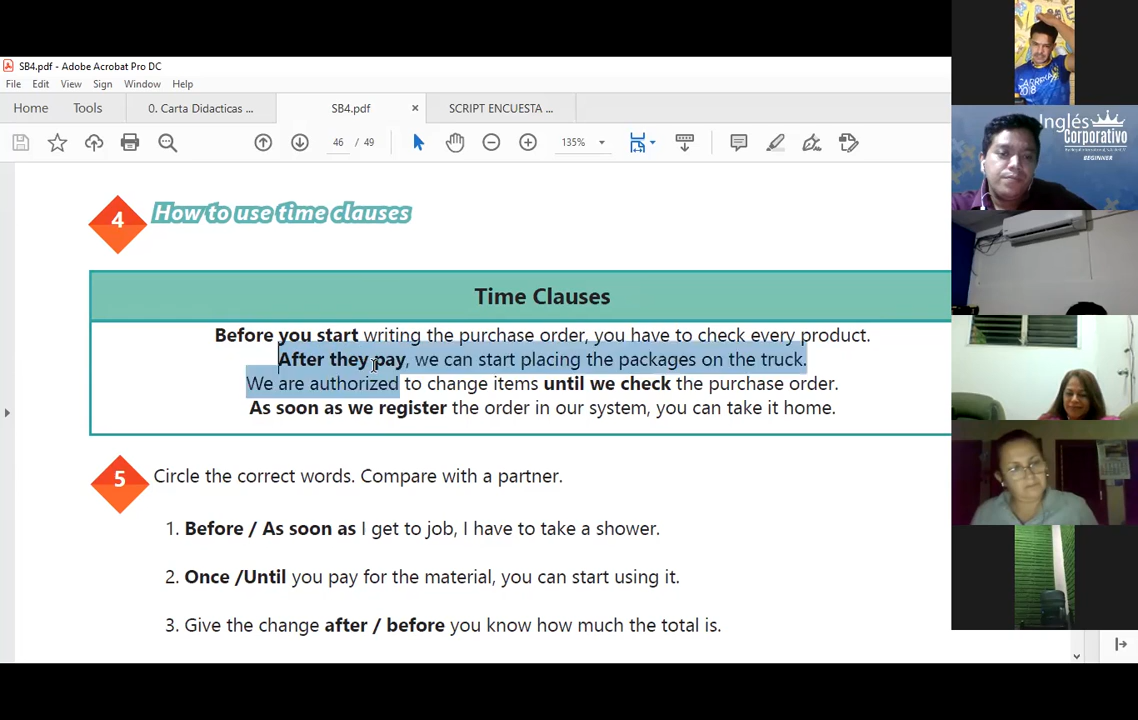 SB4.pdf - Adobe Acrobat Pro DC
File Edit View Sign Window Help
Home Tools 0. Carta Didacticas ... SB4.pdf × SCRIPT ENCUESTA ...
46 / 49 135%
4 How to use time clauses
Time Clauses
Before you start writing the purchase order, you have to check every product.
After they pay, we can start placing the packages on the truck.
We are authorized to change items until we check the purchase order.
As soon as we register the order in our system, you can take it home.
5 Circle the correct words. Compare with a partner.
1. Before / As soon as I get to job, I have to take a shower.
2. Once /Until you pay for the material, you can start using it.
3. Give the change after / before you know how much the total is.
Inglés
Corporativo
BEGINNER